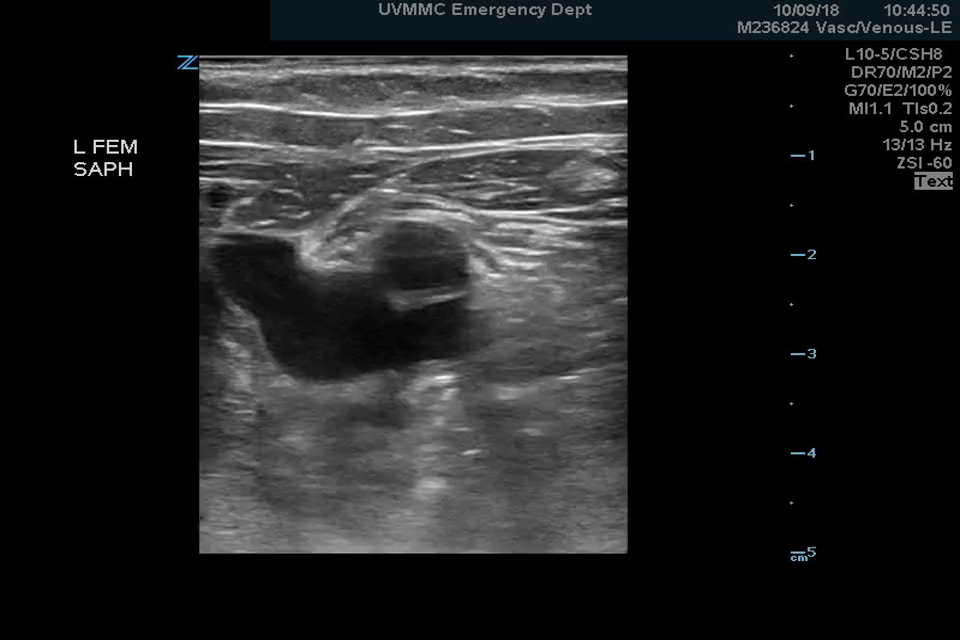 UVMMC Emergency Dept
10/09/18 10:44:50
M236824 Vasc/Venous-LE
L10-5/CSH8
DR70/M2/P2
G70/E2/100%
MI1.1 TIs0.2
5.0 cm
13/13 Hz
ZSI -60
Text
Z
L FEM
SAPH
1
2
3
4
5
cm